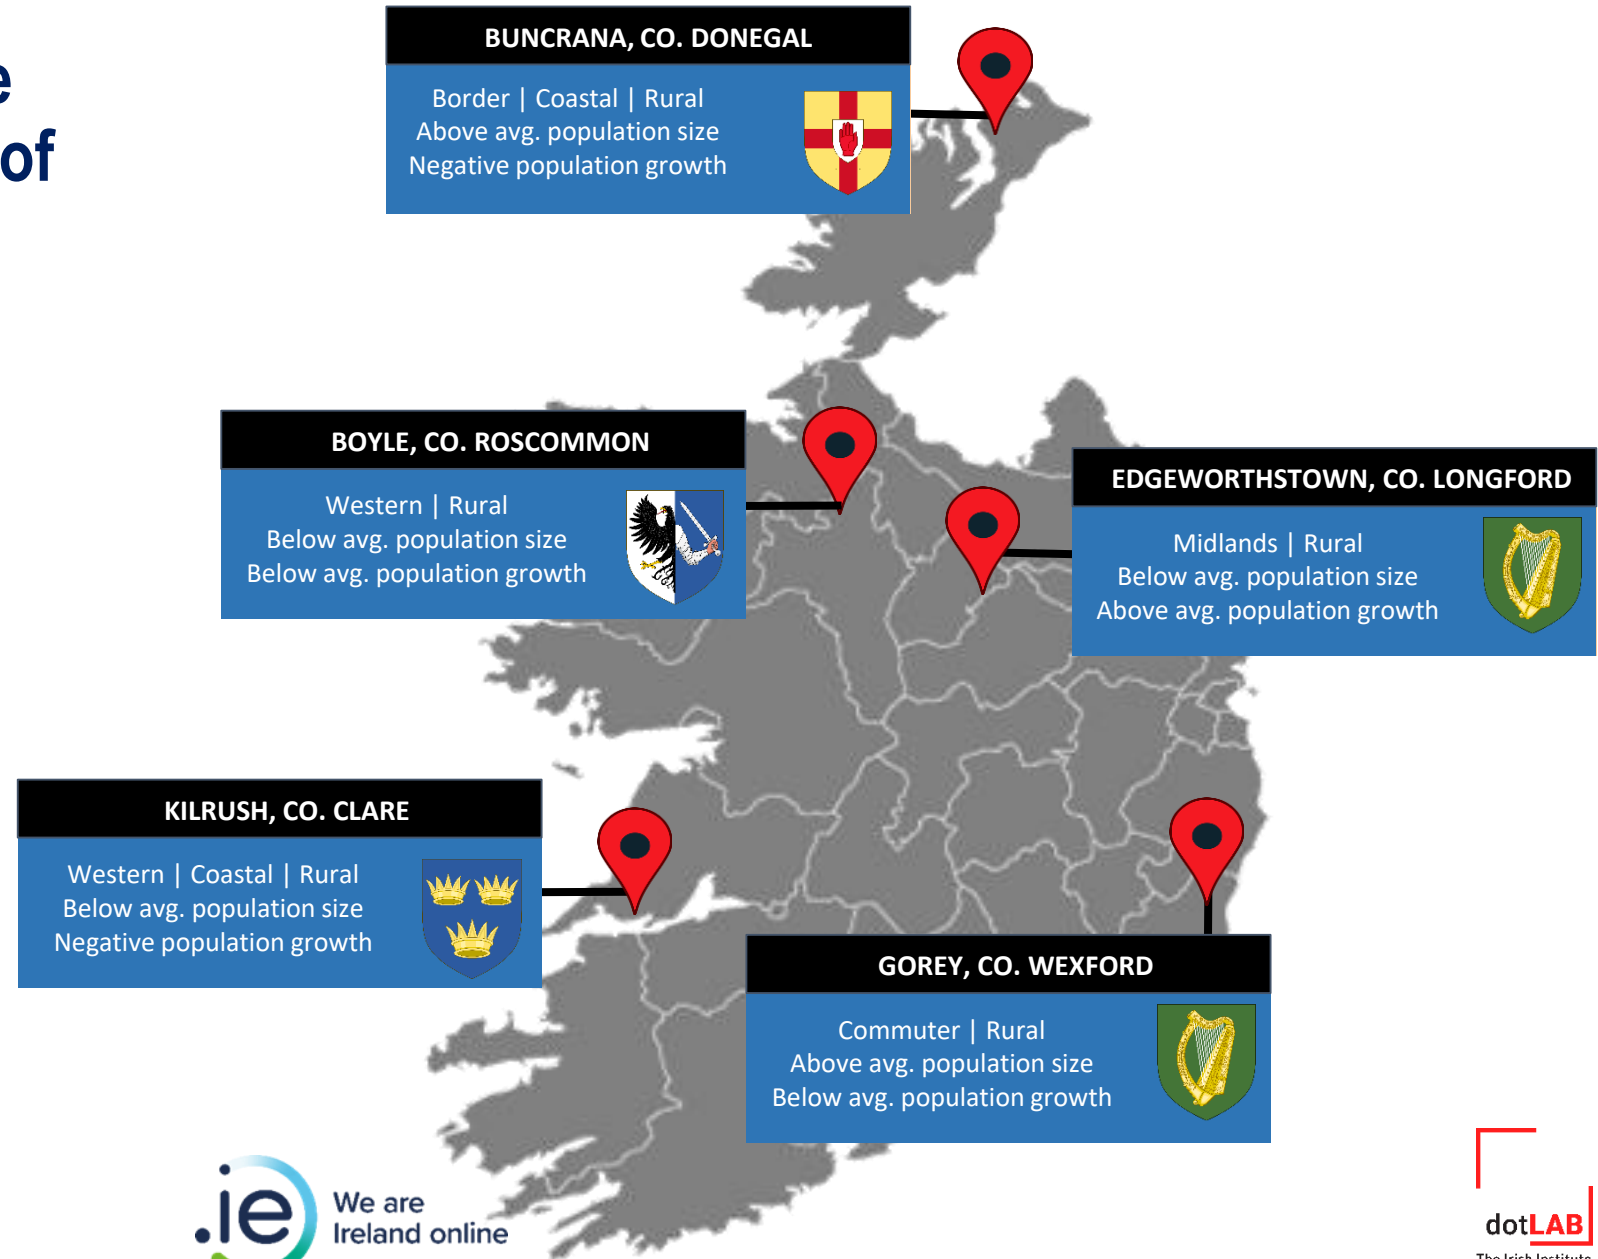 e
of
BUNCRANA, CO. DONEGAL
Border | Coastal | Rural
Above avg. population size
Negative population growth
BOYLE, CO. ROSCOMMON
Western | Rural
Below avg. population size
Below avg. population growth
EDGEWORTHSTOWN, CO. LONGFORD
Midlands | Rural
Below avg. population size
Above avg. population growth
KILRUSH, CO. CLARE
Western | Coastal | Rural
Below avg. population size
Negative population growth
GOREY, CO. WEXFORD
Commuter | Rural
Above avg. population size
Below avg. population growth
.ie
We are
Ireland online
dotLAB
The Irish Institute